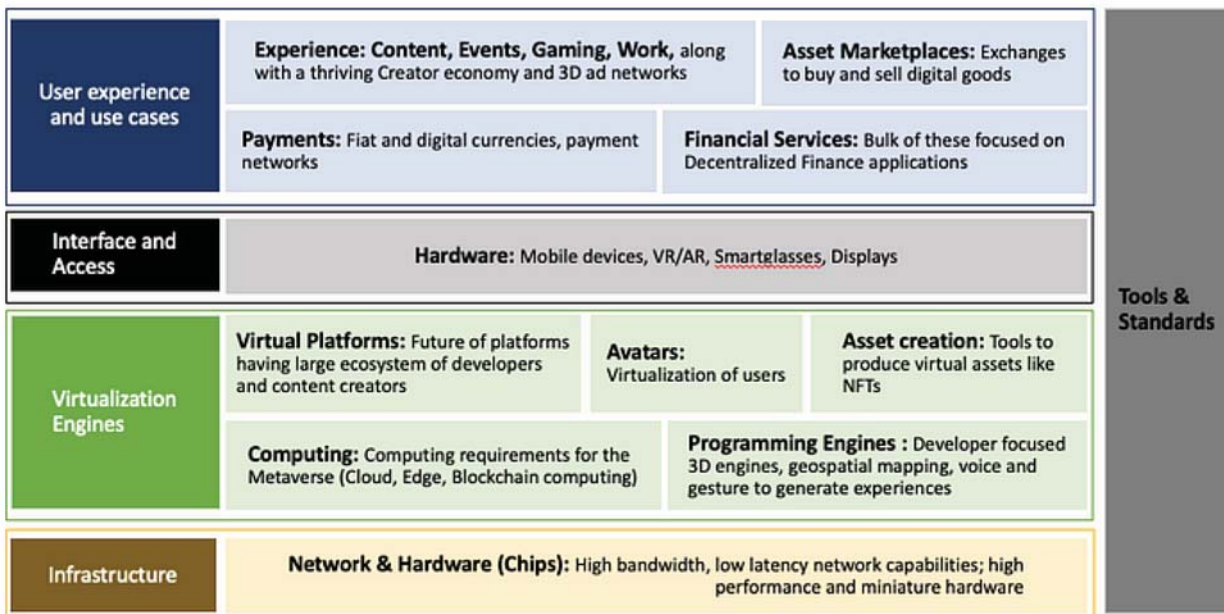 User experience
and use cases
Experience: Content, Events, Gaming, Work, along
with a thriving Creator economy and 3D ad networks
Asset Marketplaces: Exchanges
to buy and sell digital goods
Payments: Fiat and digital currencies, payment
networks
Financial Services: Bulk of these focused on
Decentralized Finance applications
Interface and
Access
Hardware: Mobile devices, VR/AR, Smartglasses, Displays
Virtualization
Engines
Virtual Platforms: Future of platforms
having large ecosystem of developers
and content creators
Avatars:
Virtualization of users
Asset creation: Tools to
produce virtual assets like
NFTs
Computing: Computing requirements for the
Metaverse (Cloud, Edge, Blockchain computing)
Programming Engines : Developer focused
3D engines, geospatial mapping, voice and
gesture to generate experiences
Infrastructure
Network & Hardware (Chips): High bandwidth, low latency network capabilities; high
performance and miniature hardware
Tools &
Standards